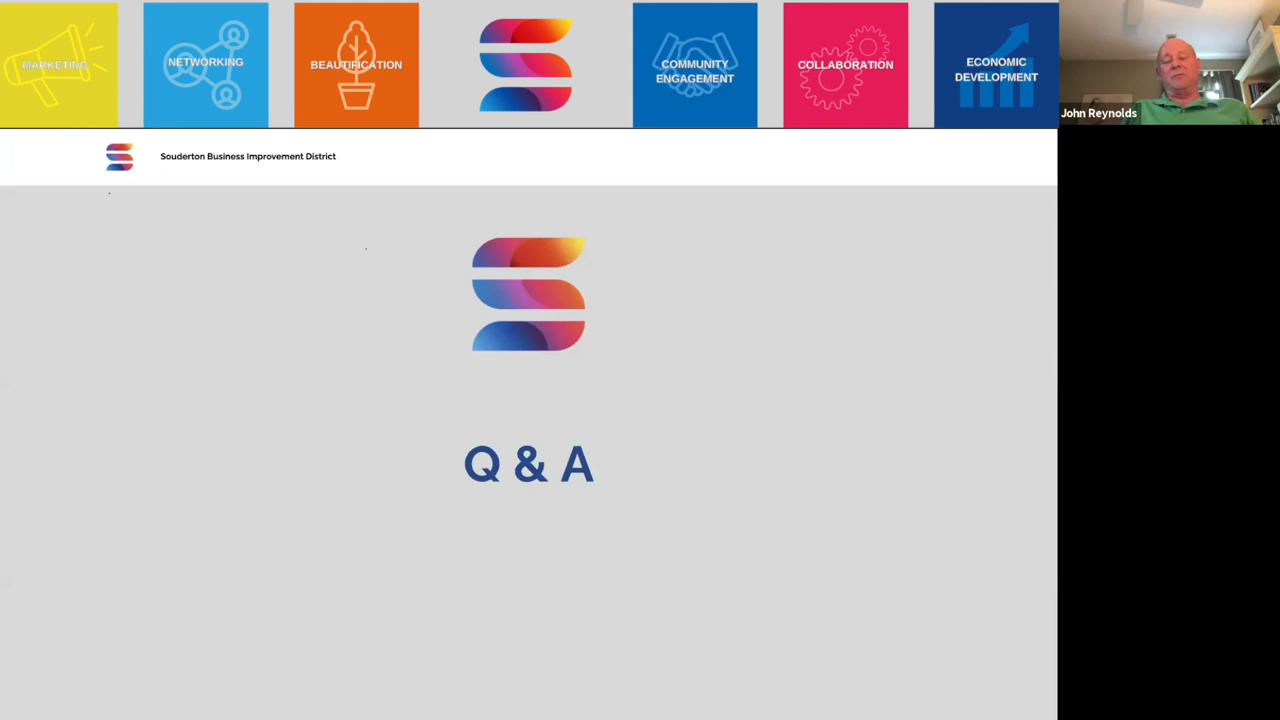 MARKETING
NETWORKING
BEAUTIFICATION
COMMUNITY
ENGAGEMENT
COLLABORATION
ECONOMIC
DEVELOPMENT
John Reynolds
Souderton Business Improvement District
Q & A